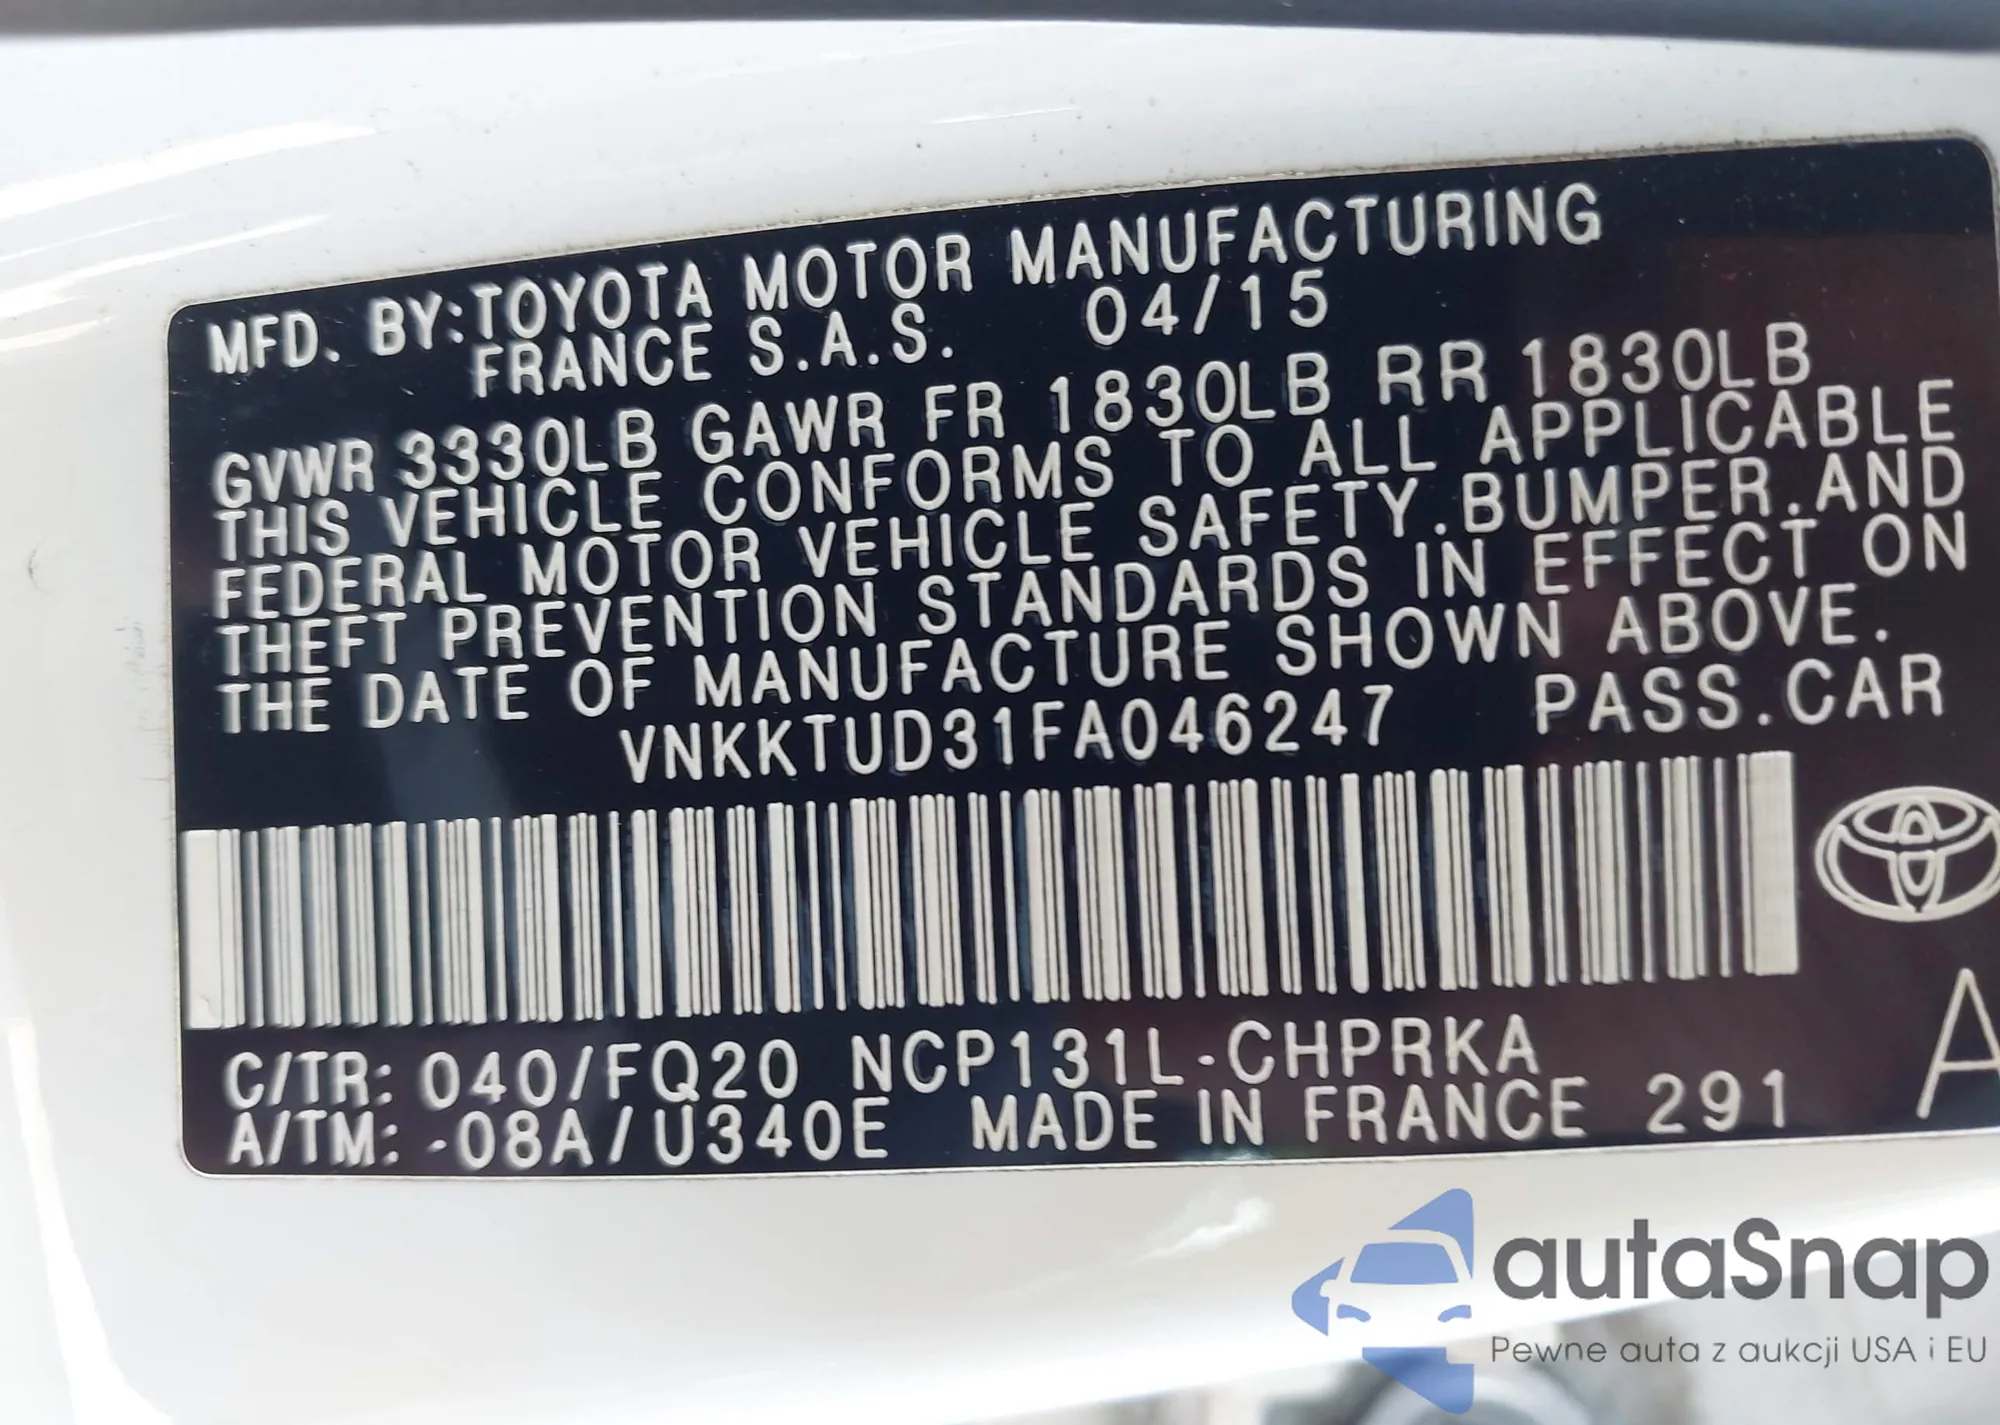 MFD. BY:TOYOTA MOTOR MANUFACTURING
FRANCE S.A.S. 04/15
GVWR 3330LB GAWR FR 1830LB RR 1830LB
THIS VEHICLE CONFORMS TO ALL APPLICABLE
FEDERAL MOTOR VEHICLE SAFETY.BUMPER.AND
THEFT PREVENTION STANDARDS IN EFFECT ON
THE DATE OF MANUFACTURE SHOWN ABOVE.
VNKKTUD31FA046247 PASS.CAR
C/TR: 040/FQ20 NCP131L-CHPRKA
A/TM: -08A/U340E MADE IN FRANCE 291
A
autaSnap
Pewne auta z aukcji USA i EU